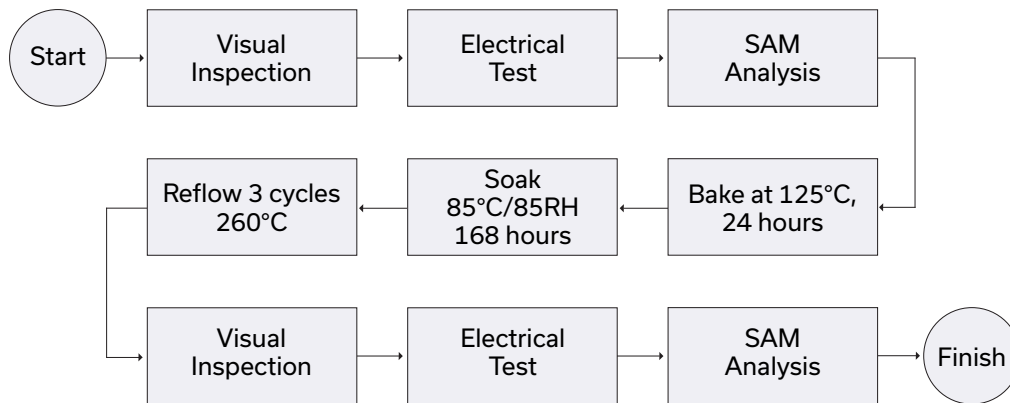 Start
Visual
Inspection
Electrical
Test
SAM
Analysis
Bake at 125°C,
24 hours
Soak
85°C/85RH
168 hours
Reflow 3 cycles
260°C
Visual
Inspection
Electrical
Test
SAM
Analysis
Finish